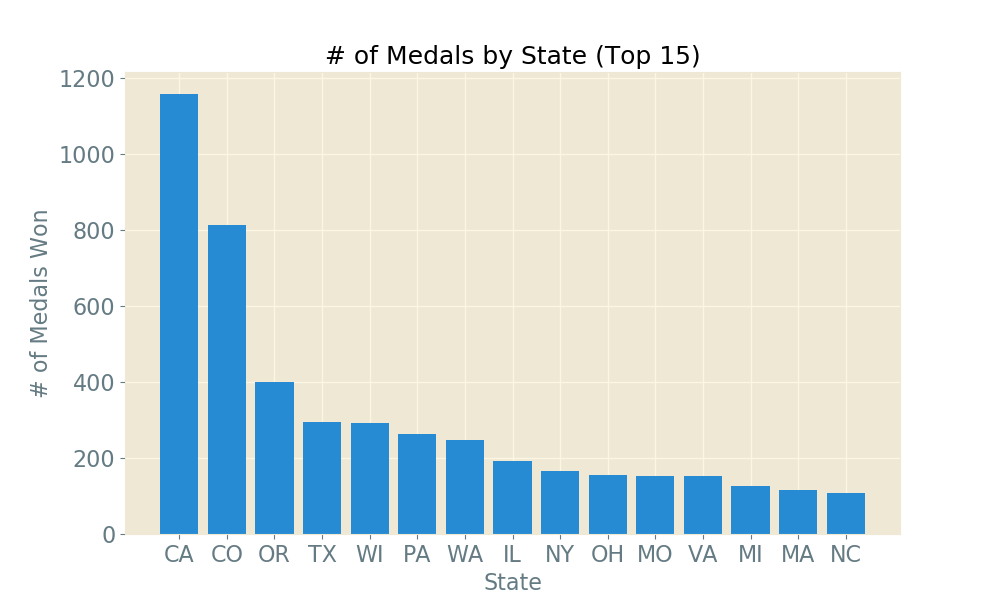 # of Medals by State (Top 15)
# of Medals Won
1200
1000
800
600
400
200
0
CA CO OR TX WI PA WA IL NY OH MO VA MI MA NC
State